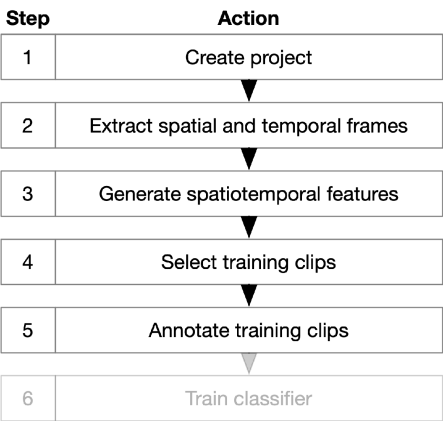 Step Action
1 Create project
2 Extract spatial and temporal frames
3 Generate spatiotemporal features
4 Select training clips
5 Annotate training clips
6 Train classifier